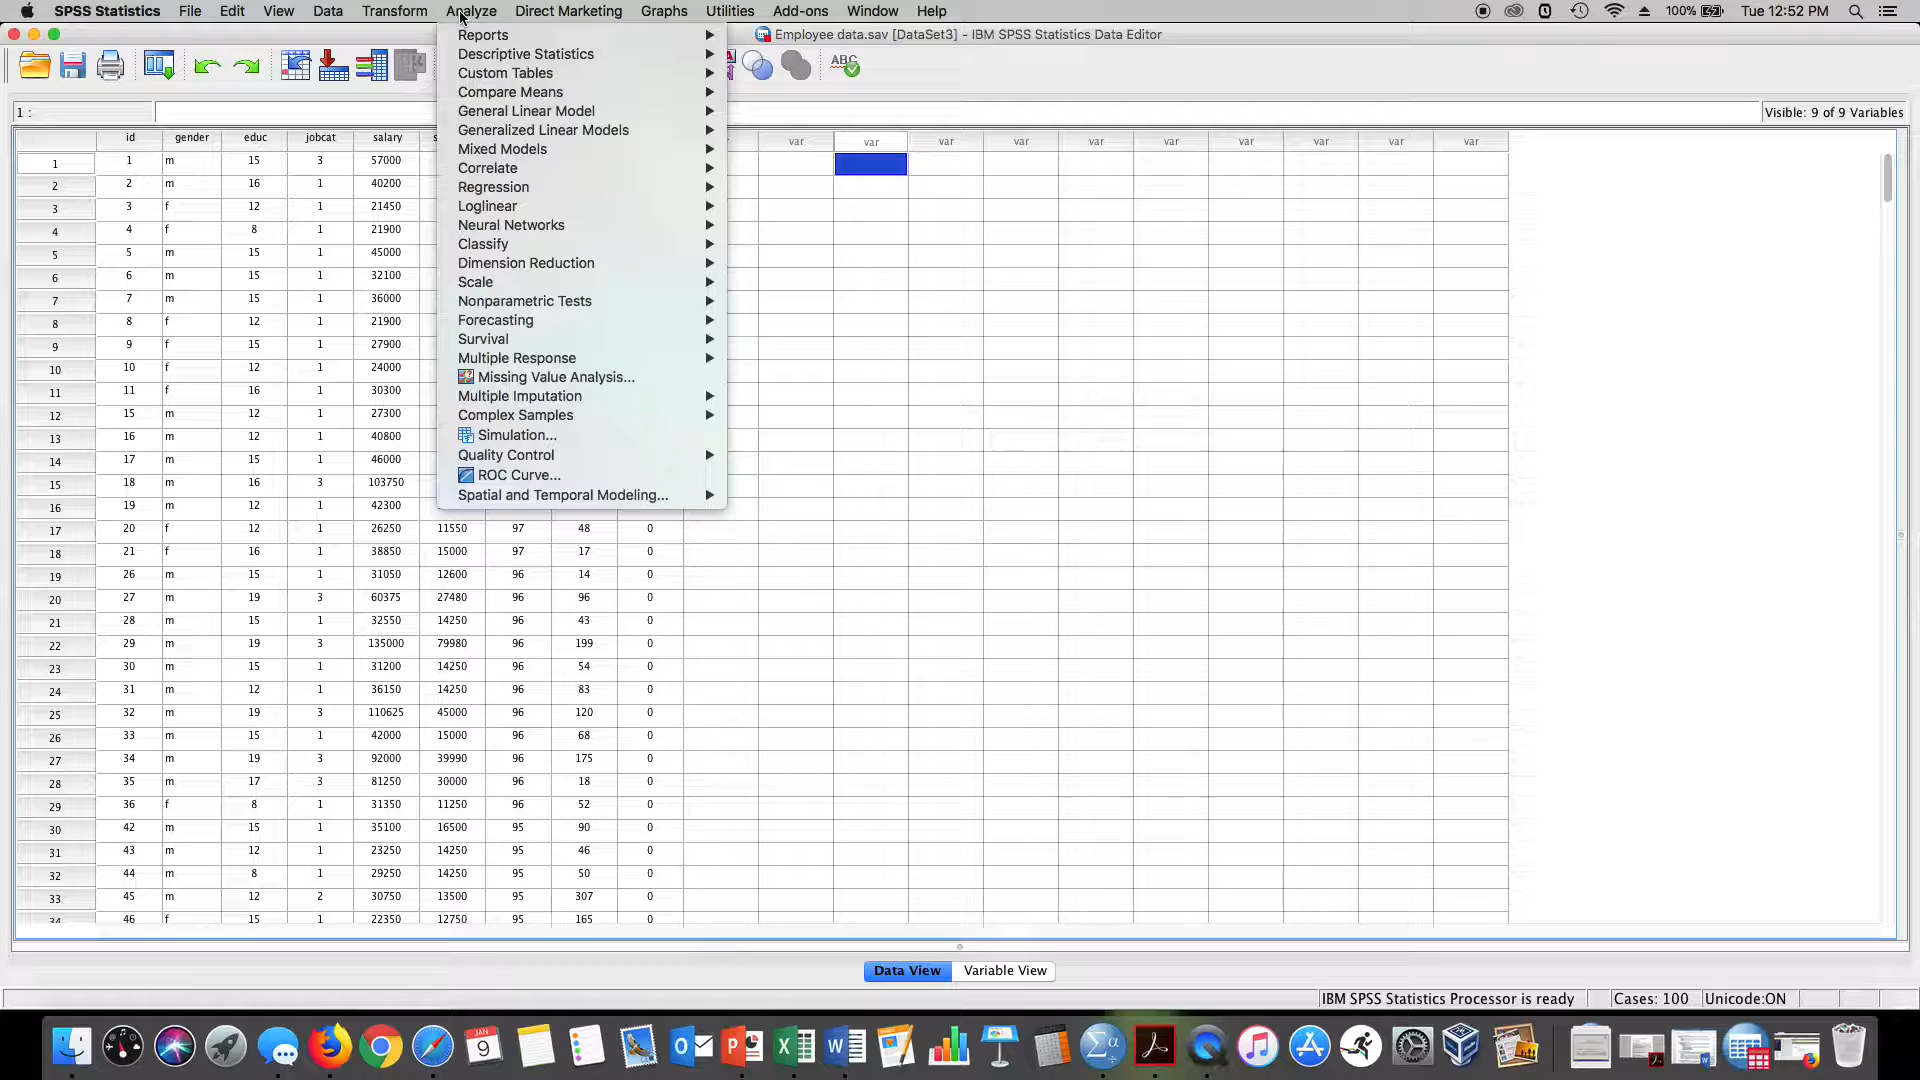 SPSS Statistics File Edit View Data Transform Analyze Direct Marketing Graphs Utilities Add-ons Window Help 100% Tue 12:52 PM
Employee data.sav [DataSet3] - IBM SPSS Statistics Data Editor
Reports
Descriptive Statistics
Custom Tables
Compare Means
General Linear Model
Generalized Linear Models
Mixed Models
Correlate
Regression
Loglinear
Neural Networks
Classify
Dimension Reduction
Scale
Nonparametric Tests
Forecasting
Survival
Multiple Response
Missing Value Analysis...
Multiple Imputation
Complex Samples
Simulation...
Quality Control
ROC Curve...
Spatial and Temporal Modeling...
ABC
1 : Visible: 9 of 9 Variables
id gender educ jobcat salary s var var var var var var var var var var
1 1 m 15 3 57000
2 2 m 16 1 40200
3 3 f 12 1 21450
4 4 f 8 1 21900
5 5 m 15 1 45000
6 6 m 15 1 32100
7 7 m 15 1 36000
8 8 f 12 1 21900
9 9 f 15 1 27900
10 10 f 12 1 24000
11 11 f 16 1 30300
12 15 m 12 1 27300
13 16 m 12 1 40800
14 17 m 15 1 46000
15 18 m 16 3 103750
16 19 m 12 1 42300
17 20 f 12 1 26250 11550 97 48 0
18 21 f 16 1 38850 15000 97 17 0
19 26 m 15 1 31050 12600 96 14 0
20 27 m 19 3 60375 27480 96 96 0
21 28 m 15 1 32550 14250 96 43 0
22 29 m 19 3 135000 79980 96 199 0
23 30 m 15 1 31200 14250 96 54 0
24 31 m 12 1 36150 14250 96 83 0
25 32 m 19 3 110625 45000 96 120 0
26 33 m 15 1 42000 15000 96 68 0
27 34 m 19 3 92000 39990 96 175 0
28 35 m 17 3 81250 30000 96 18 0
29 36 f 8 1 31350 11250 96 52 0
30 42 m 15 1 35100 16500 95 90 0
31 43 m 12 1 23250 14250 95 46 0
32 44 m 8 1 29250 14250 95 50 0
33 45 m 12 2 30750 13500 95 307 0
34 46 f 15 1 22350 12750 95 165 0
Data View Variable View
IBM SPSS Statistics Processor is ready Cases: 100 Unicode:ON
JAN
9